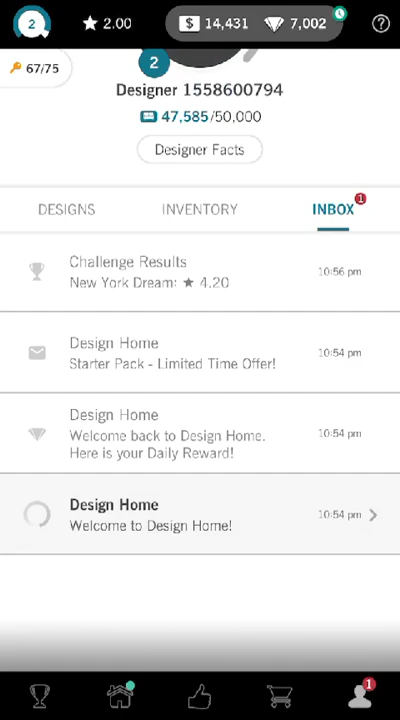 2
★ 2.00
$ 14,431
7,002
?
67/75
2
Designer 1558600794
47,585/50,000
Designer Facts
DESIGNS
INVENTORY
INBOX
1
Challenge Results
New York Dream: ★ 4.20
10:56 pm
Design Home
Starter Pack - Limited Time Offer!
10:54 pm
Design Home
Welcome back to Design Home.
Here is your Daily Reward!
10:54 pm
Design Home
Welcome to Design Home!
10:54 pm
1